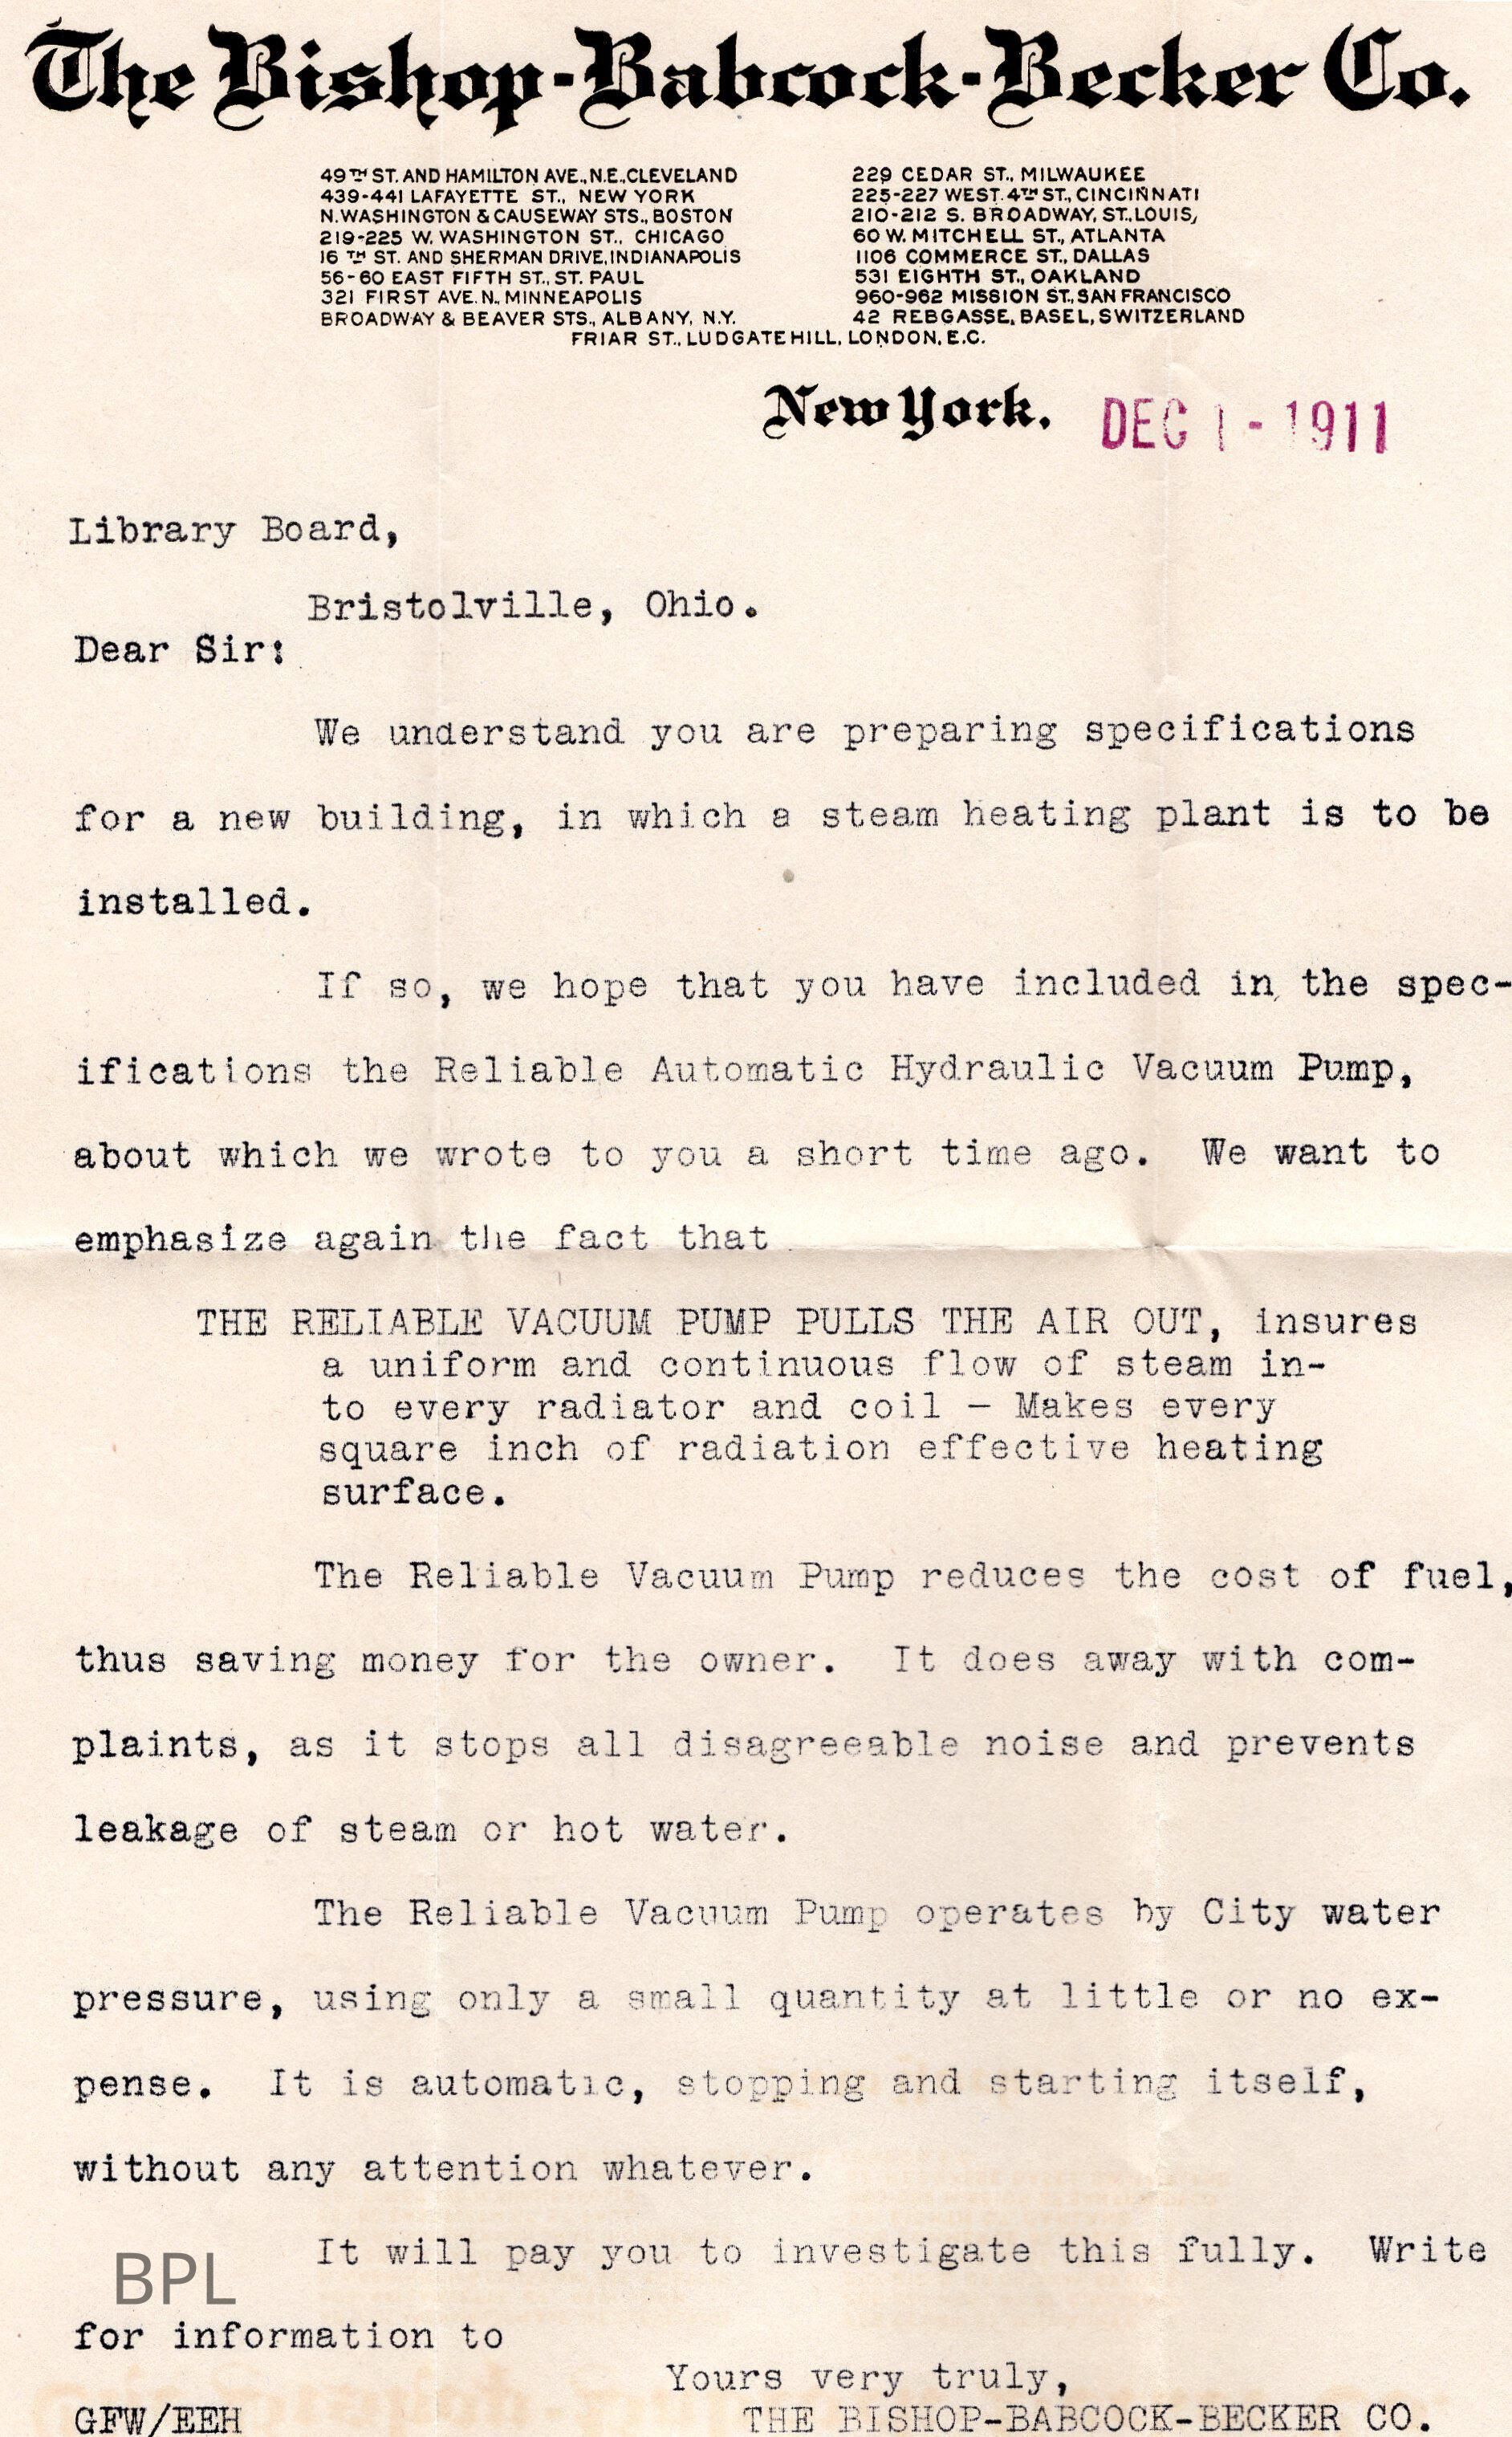 The Bishop-Babcock-Becker Co.
49TH ST. AND HAMILTON AVE., N.E., CLEVELAND
439-441 LAFAYETTE ST., NEW YORK
N. WASHINGTON & CAUSEWAY STS., BOSTON
219-225 W. WASHINGTON ST., CHICAGO
16TH ST. AND SHERMAN DRIVE, INDIANAPOLIS
56-60 EAST FIFTH ST., ST. PAUL
321 FIRST AVE. N., MINNEAPOLIS
BROADWAY & BEAVER STS., ALBANY, N.Y.
229 CEDAR ST., MILWAUKEE
225-227 WEST 4TH ST., CINCINNATI
210-212 S. BROADWAY, ST. LOUIS,
60 W. MITCHELL ST., ATLANTA
1106 COMMERCE ST., DALLAS
531 EIGHTH ST., OAKLAND
960-962 MISSION ST., SAN FRANCISCO
42 REBGASSE, BASEL, SWITZERLAND
FRIAR ST., LUDGATE HILL, LONDON, E.C.
New York. DEC 1 - 1911
Library Board,
Bristolville, Ohio.
Dear Sir:
We understand you are preparing specifications
for a new building, in which a steam heating plant is to be
installed.
If so, we hope that you have included in the spec-
ifications the Reliable Automatic Hydraulic Vacuum Pump,
about which we wrote to you a short time ago. We want to
emphasize again the fact that
THE RELIABLE VACUUM PUMP PULLS THE AIR OUT, insures
a uniform and continuous flow of steam in-
to every radiator and coil - Makes every
square inch of radiation effective heating
surface.
The Reliable Vacuum Pump reduces the cost of fuel,
thus saving money for the owner. It does away with com-
plaints, as it stops all disagreeable noise and prevents
leakage of steam or hot water.
The Reliable Vacuum Pump operates by City water
pressure, using only a small quantity at little or no ex-
pense. It is automatic, stopping and starting itself,
without any attention whatever.
It will pay you to investigate this fully. Write
BPL
for information to
Yours very truly,
GFW/EEH THE BISHOP-BABCOCK-BECKER CO.